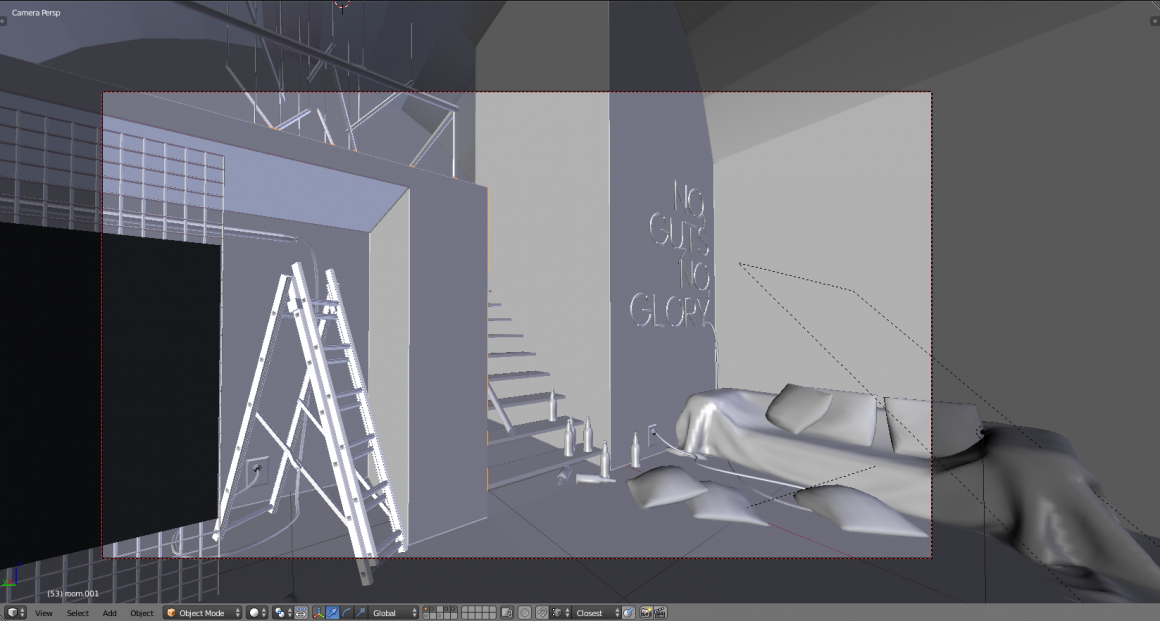 Camera Persp
NO
GUTS
NO
GLORY
(53) room.001
View Select Add Object Object Mode Global Closest